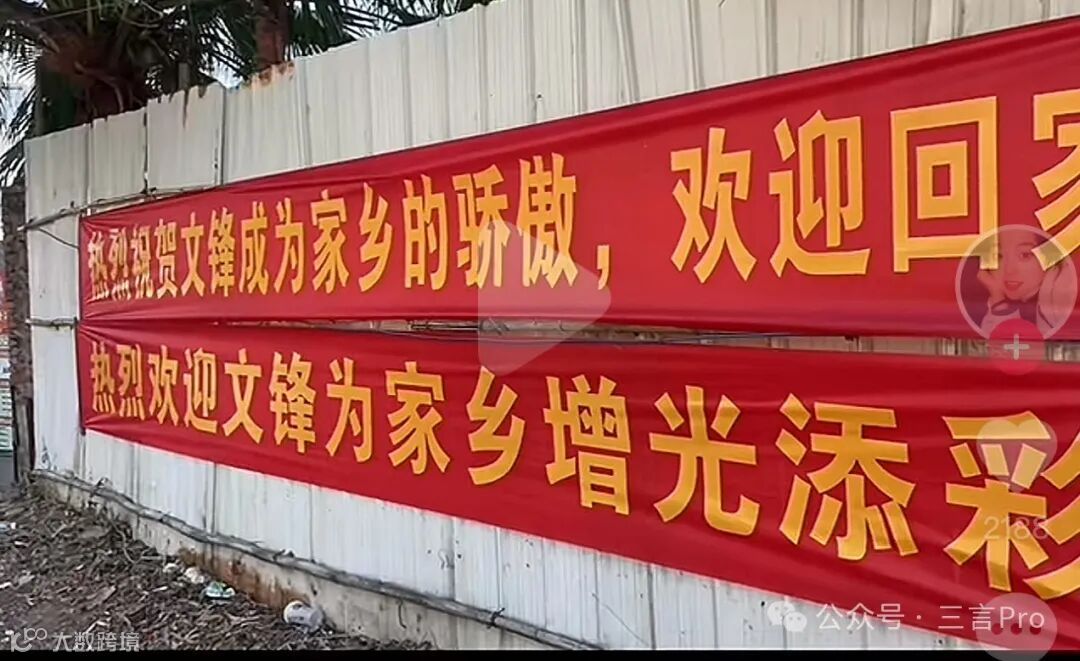 热烈祝贺文锋成为家乡的骄傲，欢迎回家
热烈欢迎文锋为家乡增光添彩
2188
公众号·三言Pro
大数跨境